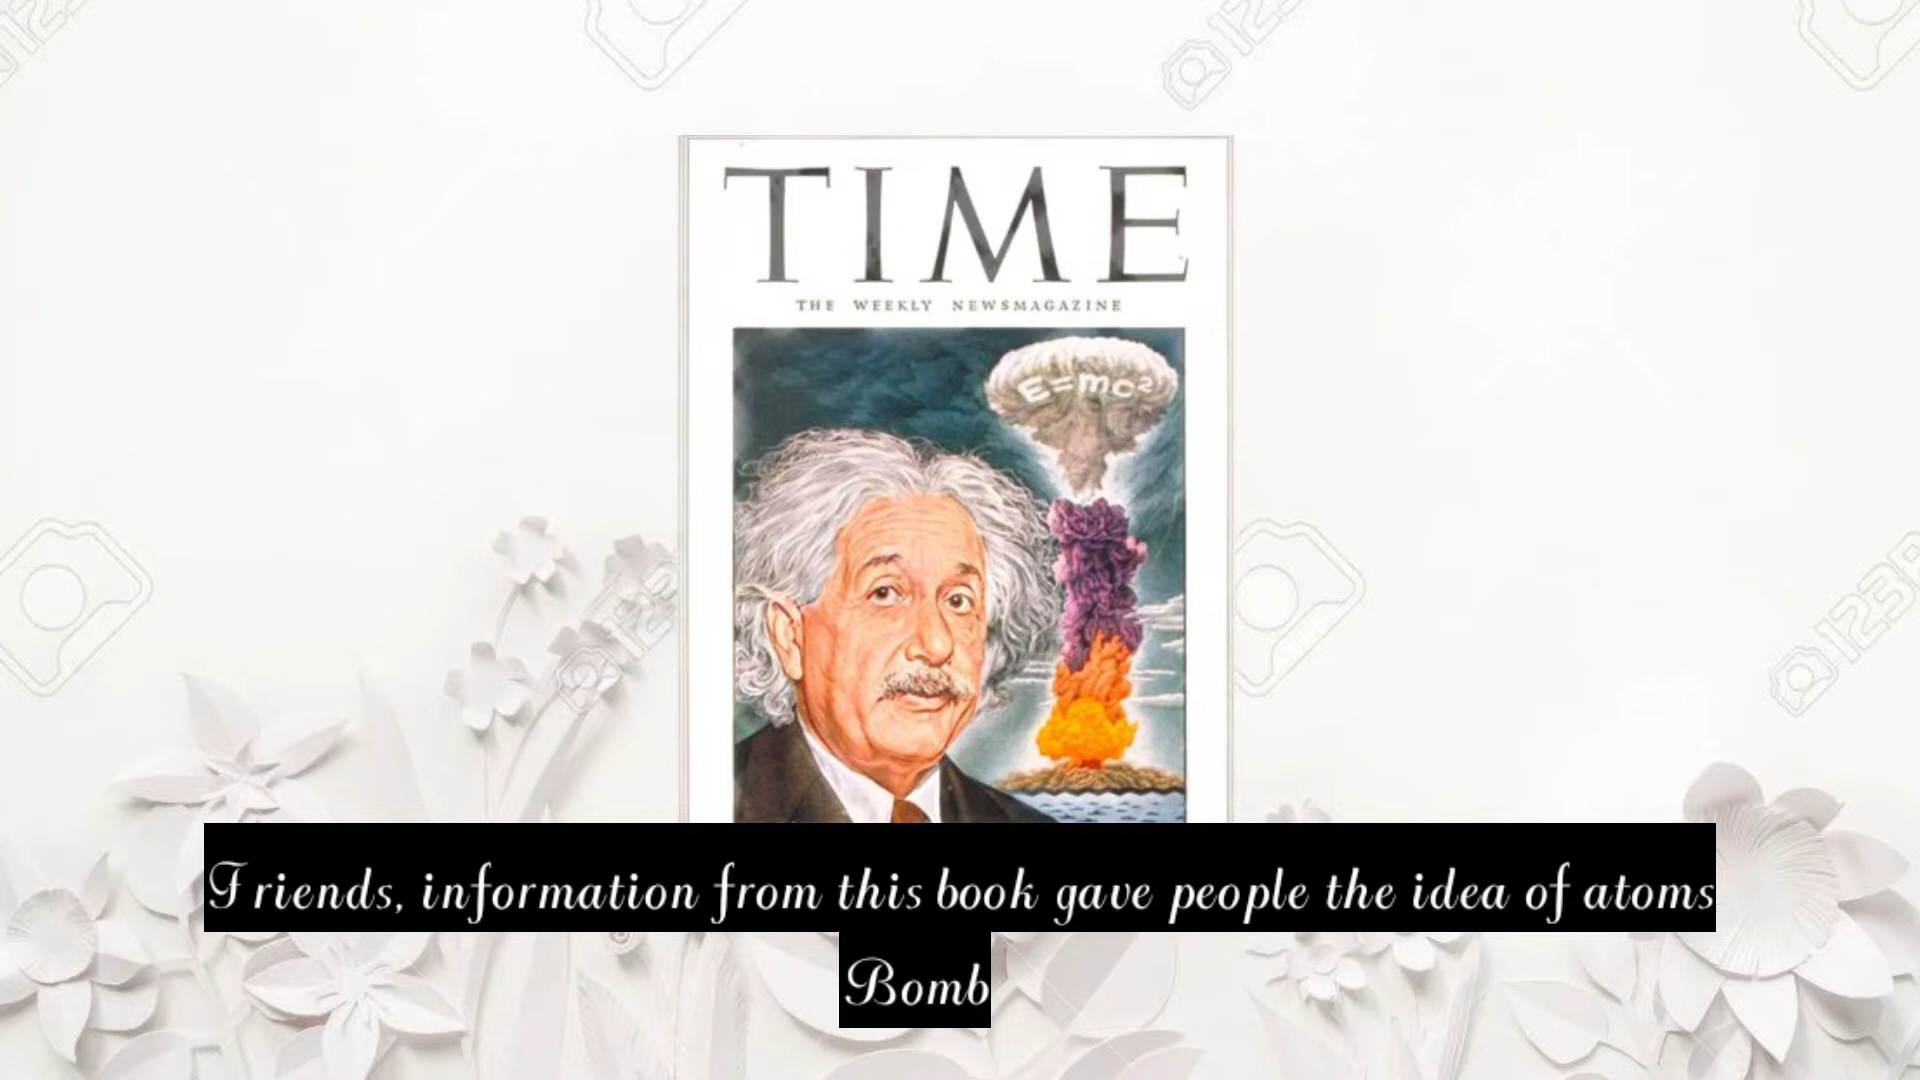 TIME
THE WEEKLY NEWSMAGAZINE
E=mc²
Friends, information from this book gave people the idea of atoms
Bomb